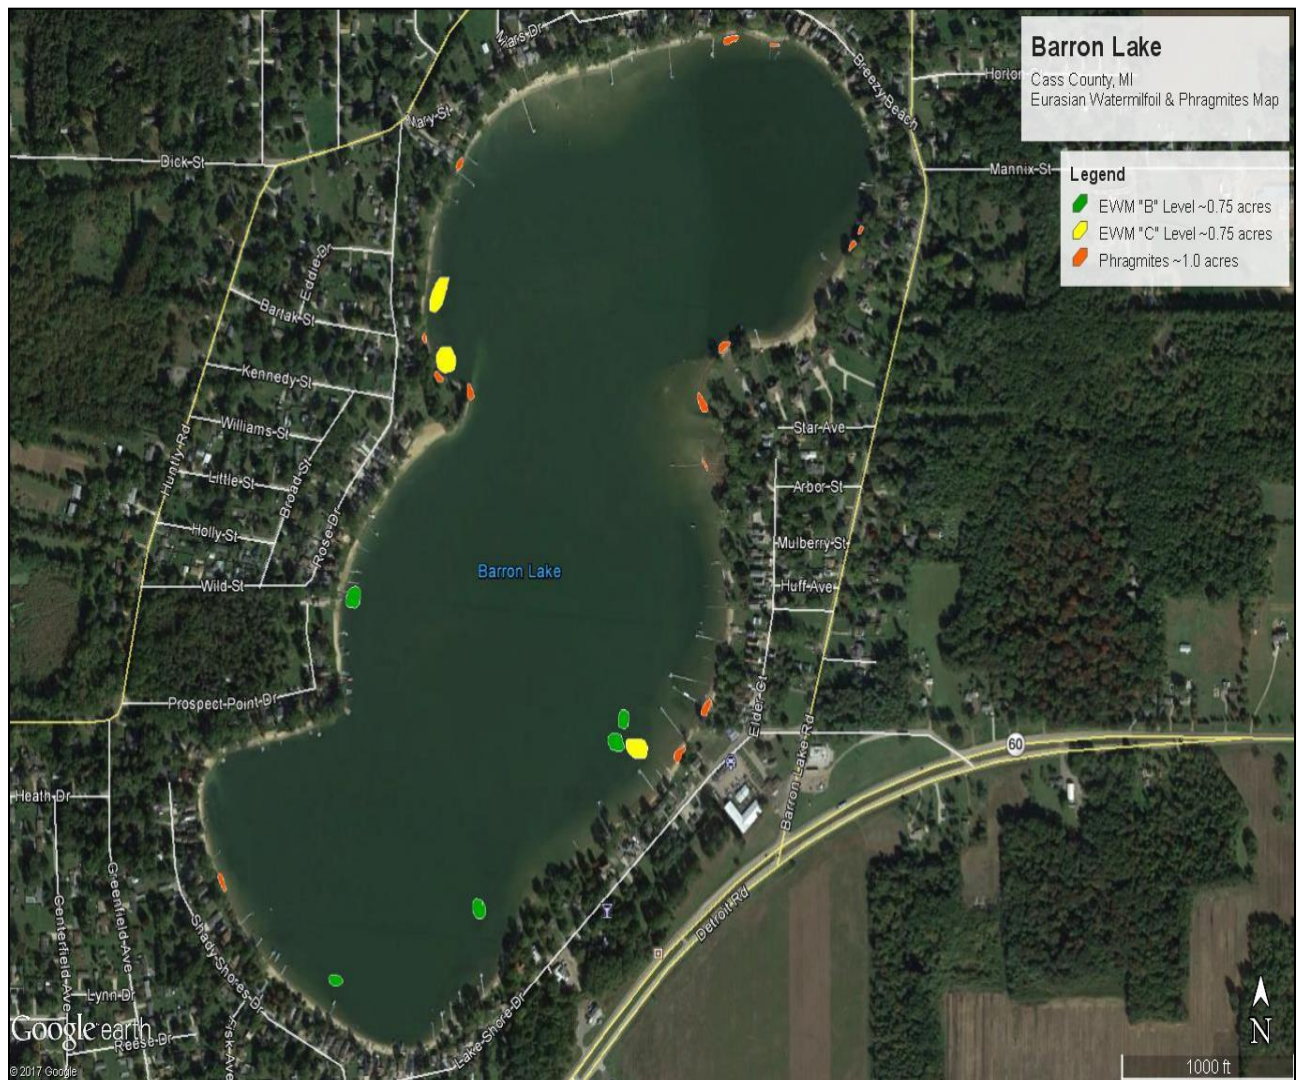 Barron Lake
Cass County, MI
Eurasian Watermilfoil & Phragmites Map
Legend
EWM "B" Level ~0.75 acres
EWM "C" Level ~0.75 acres
Phragmites ~1.0 acres
Mars Dr
Breezy Beach
Horton
Mary St
Dick St
Mannix St
Eddie Dr
Bartak St
Kennedy St
Williams St
Huntly Rd
Little St
Broad St
Holly St
Rose Dr
Wild St
Star Ave
Arbor St
Mulberry St
Huff Ave
Barron Lake
Prospect Point Dr
Elder Ct
Barron Lake Rd
60
Heath Dr
Greenfield Ave
Centerfield Ave
Shady Shores Dr
Detroit Rd
Lynn Dr
Reese Dr
Fisk Ave
Lake Shore Dr
Google earth
© 2017 Google
N
1000 ft